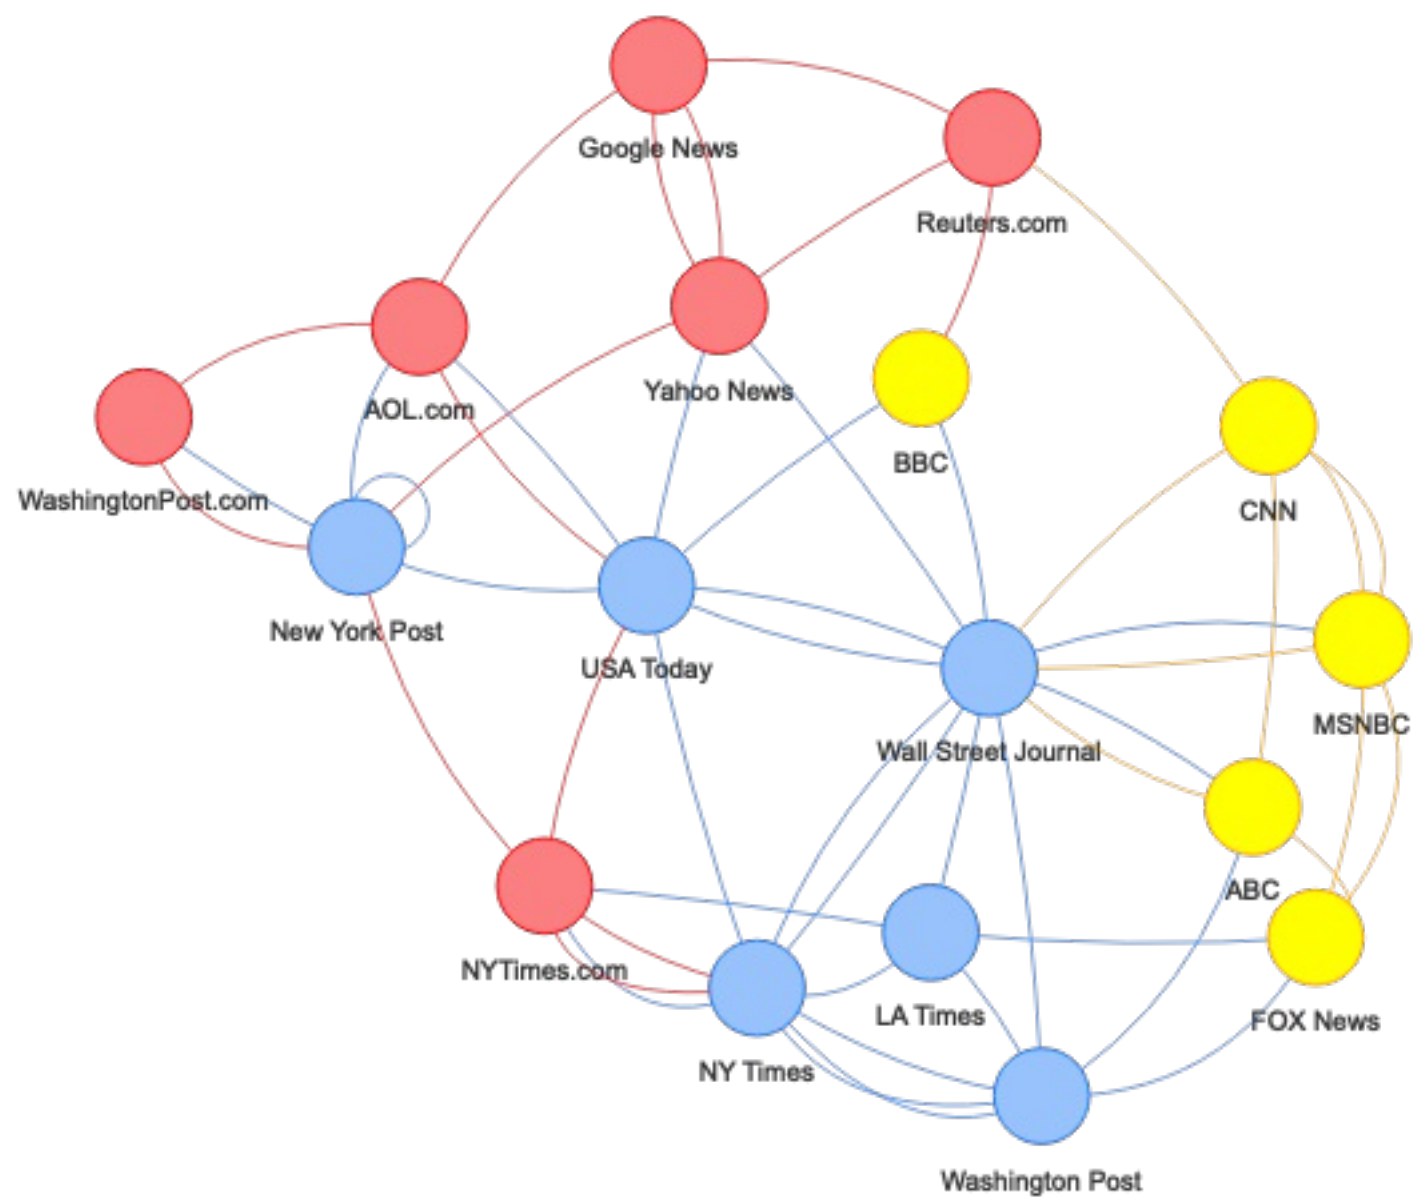 Google News
Reuters.com
Yahoo News
AOL.com
BBC
WashingtonPost.com
CNN
New York Post
USA Today
MSNBC
Wall Street Journal
ABC
NYTimes.com
LA Times
FOX News
NY Times
Washington Post